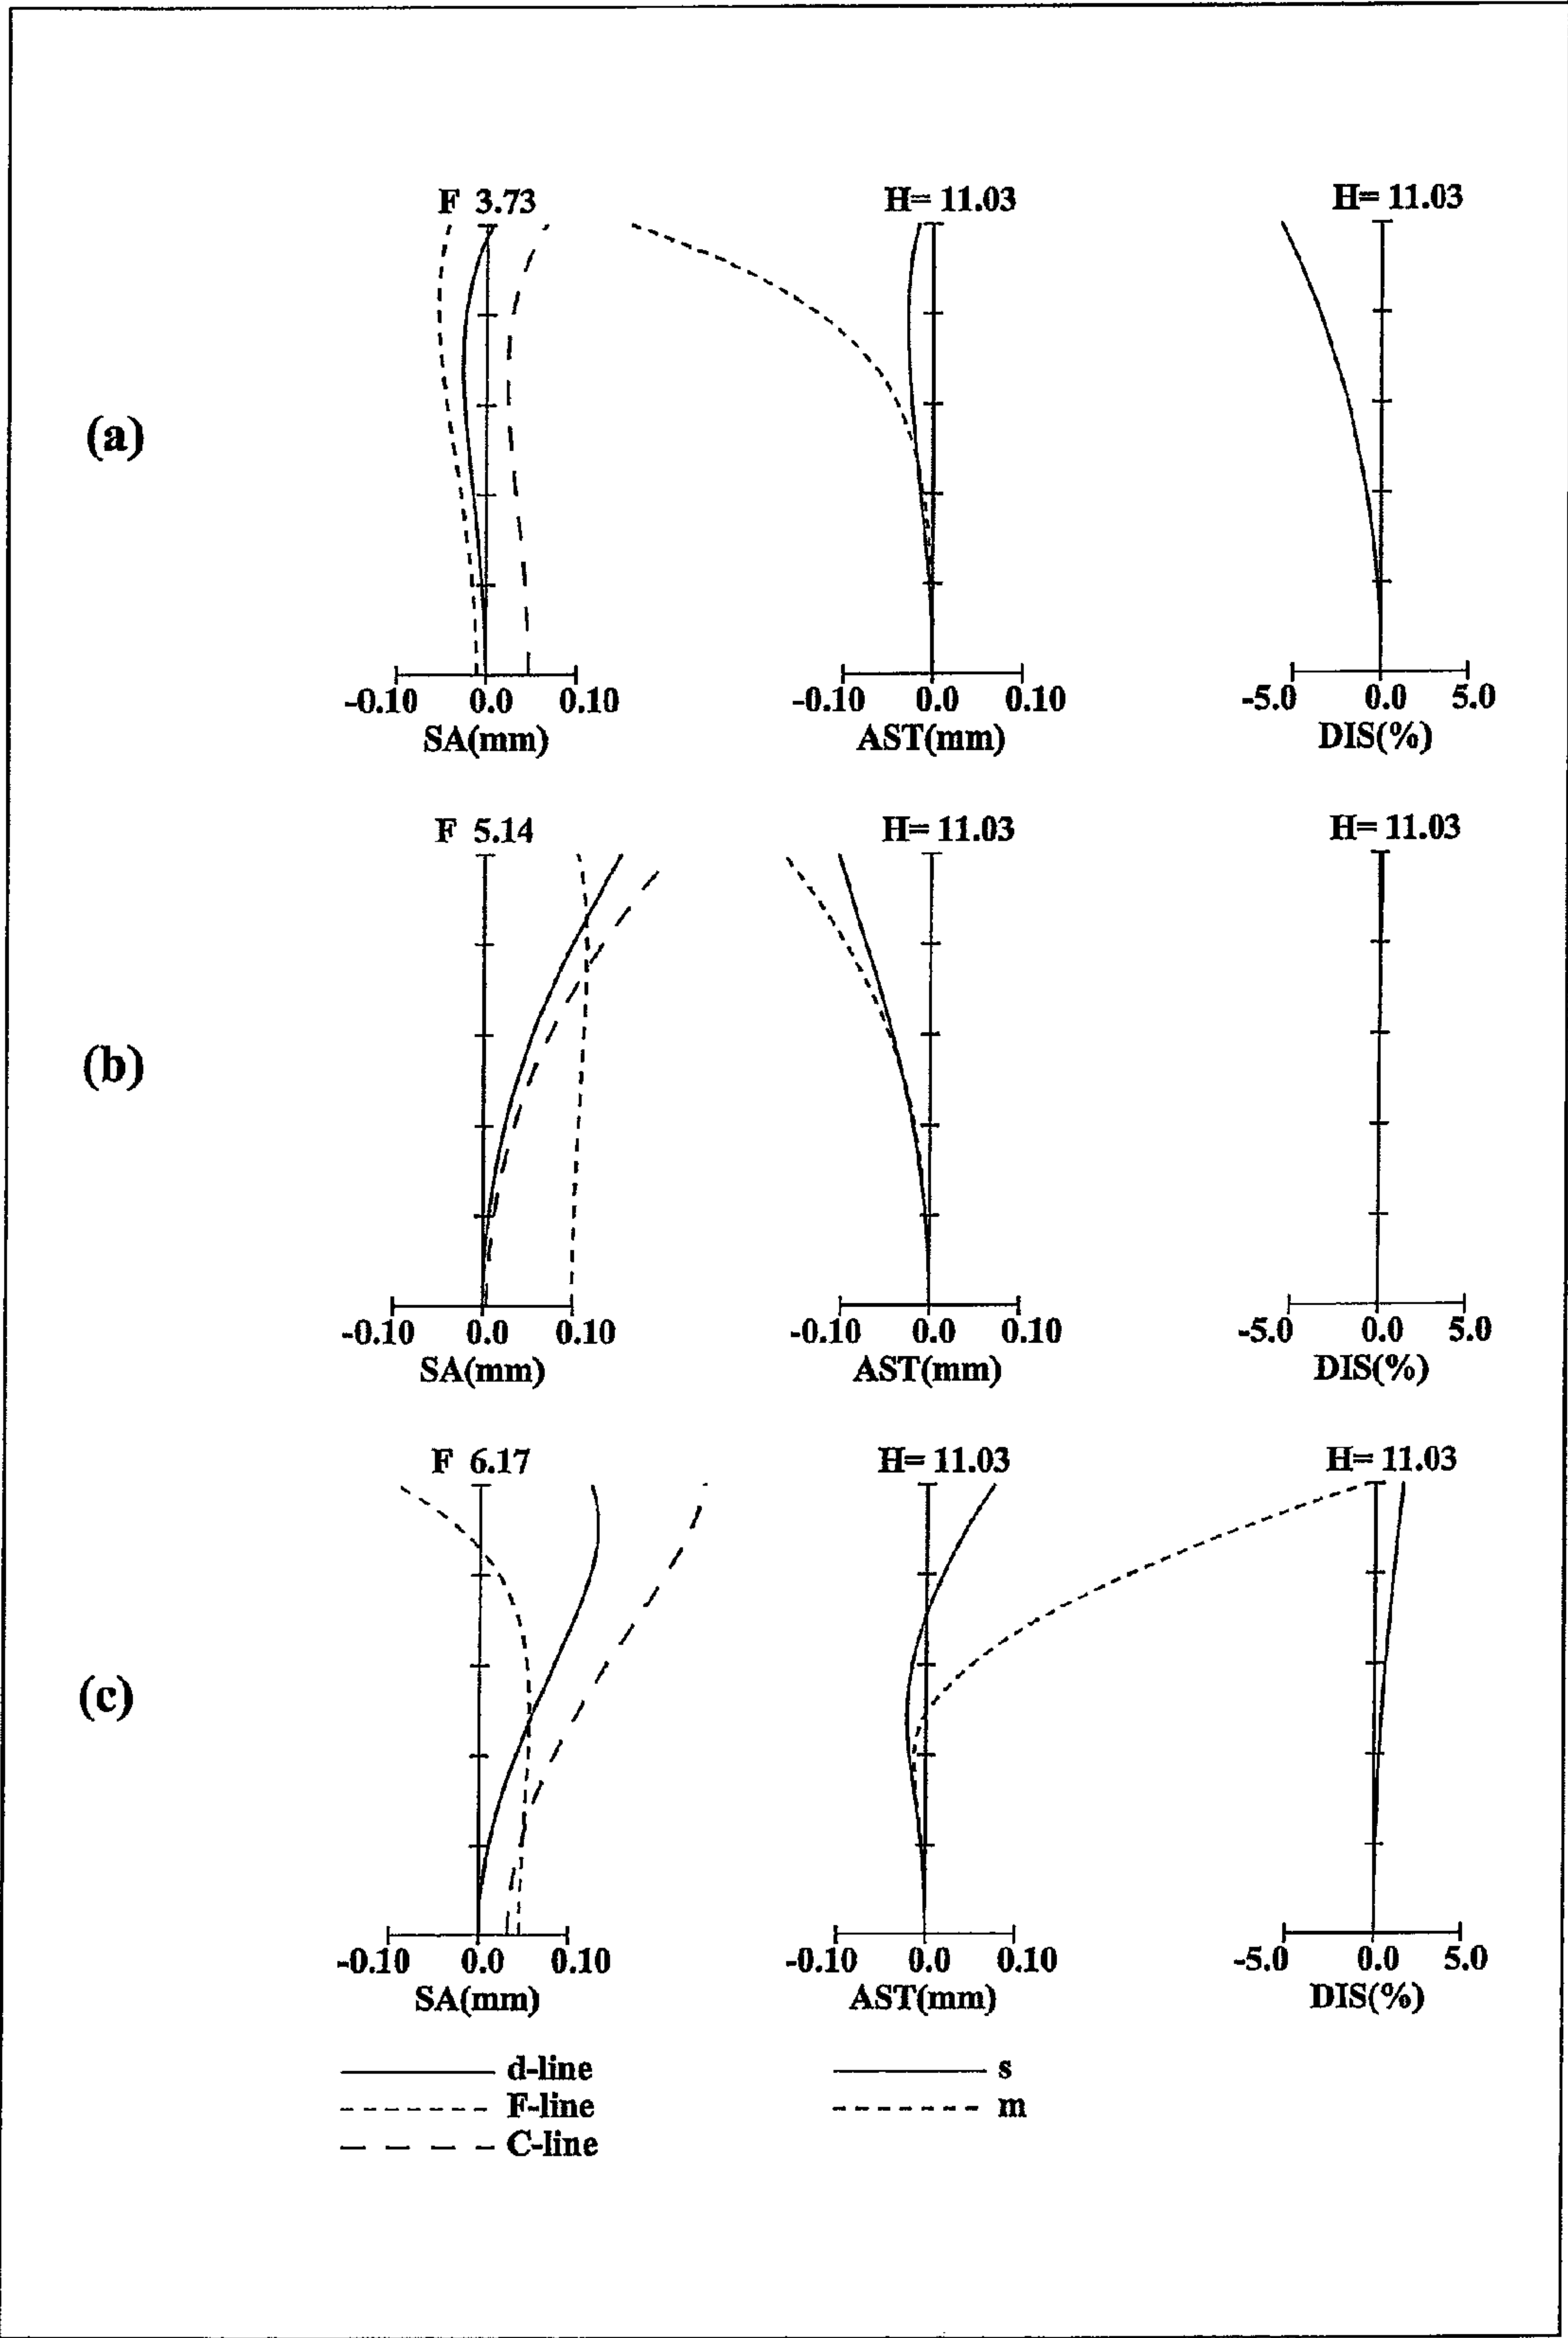 (a)
F 3.73
H= 11.03
H= 11.03
-0.10 0.0 0.10
-0.10 0.0 0.10
-5.0 0.0 5.0
SA(mm)
AST(mm)
DIS(%)
(b)
F 5.14
H= 11.03
H= 11.03
-0.10 0.0 0.10
-0.10 0.0 0.10
-5.0 0.0 5.0
SA(mm)
AST(mm)
DIS(%)
(c)
F 6.17
H= 11.03
H= 11.03
-0.10 0.0 0.10
-0.10 0.0 0.10
-5.0 0.0 5.0
SA(mm)
AST(mm)
DIS(%)
d-line
F-line
C-line
s
m